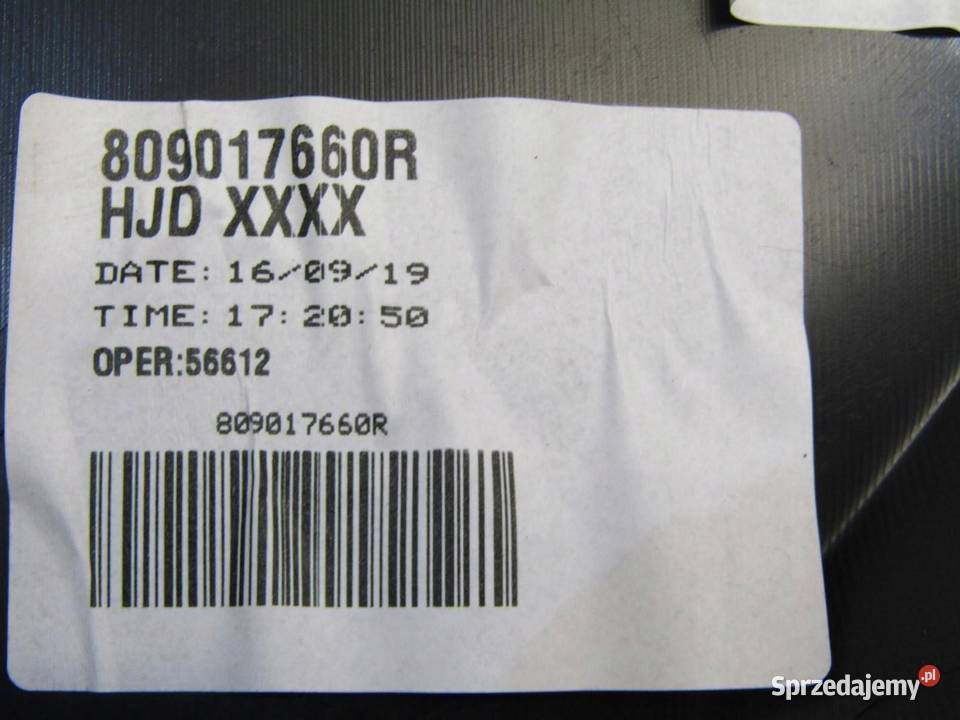 809017660R
HJD XXXX
DATE: 16/09/19
TIME: 17:20:50
OPER:56612
809017660R
Sprzedajemy.pl